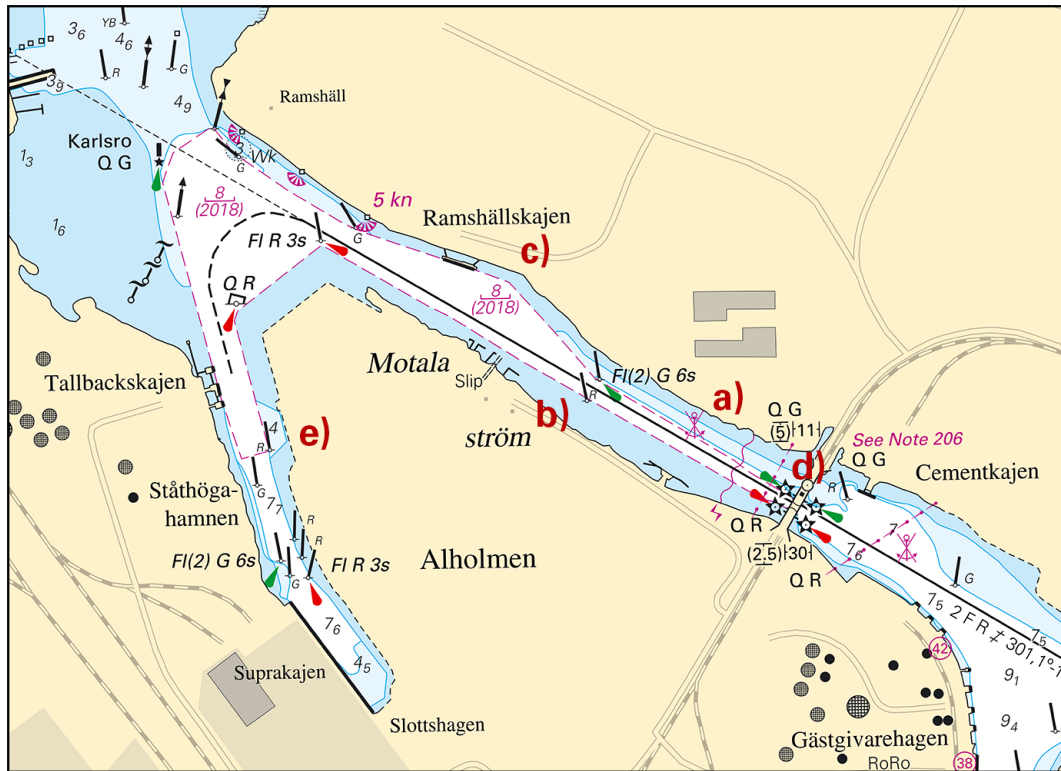 3₆
YB
4₆
R
G
3₉
4₉
Ramshäll
Karlsro
Q G
3
Wk
G
1₃
8
(2018)
5 kn
G
Ramshällskajen
1₆
Fl R 3s
c)
Q R
8
(2018)
Motala
Slip
Fl(2) G 6s
Tallbackskajen
R
b)
a)
Q G
(5) 11
ström
See Note 206
4
R
e)
d)
Q G
R
Cementkajen
Ståthöga-
hamnen
G
7₇
R
R
Q R
7
Fl(2) G 6s
G
Fl R 3s
Alholmen
(2.5) 30
7₆
Q R
G
7₅
2 F R ‡ 301,1°-1
7₅
7₆
4₅
42
9₁
Suprakajen
Slottshagen
9₄
Gästgivarehagen
RoRo
38